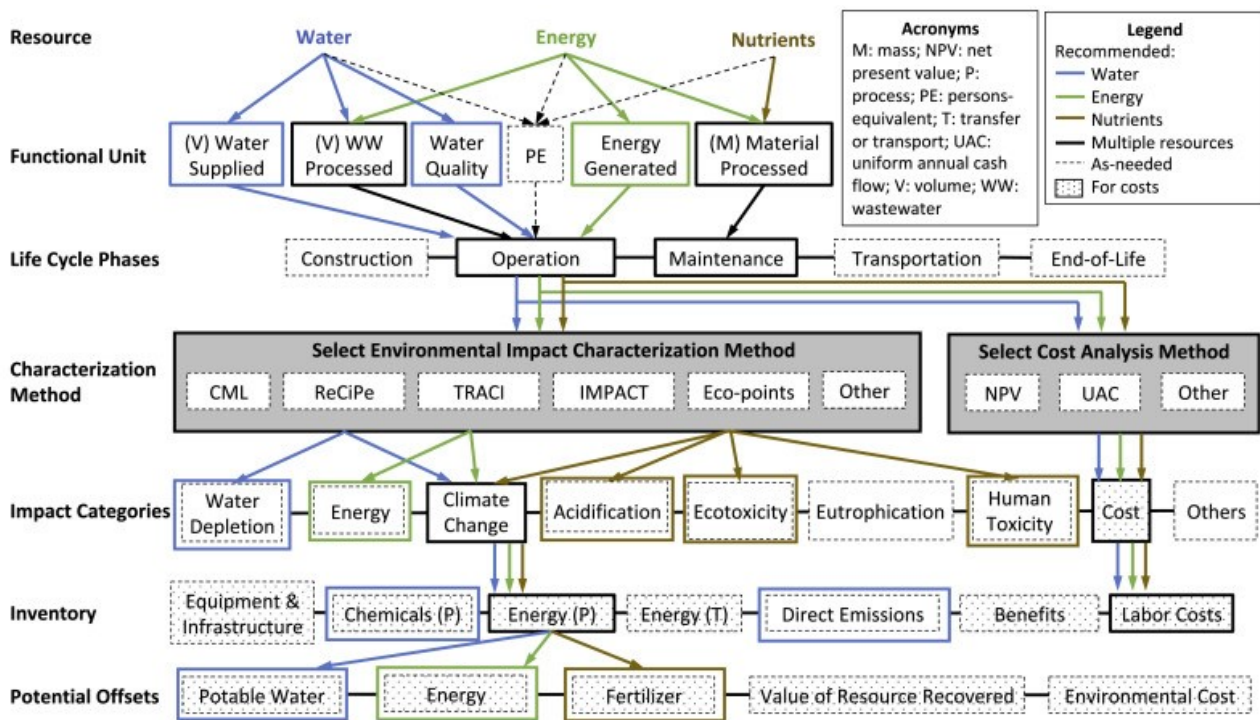 Resource
Water
Energy
Nutrients
Acronyms
M: mass; NPV: net
present value; P:
process; PE: persons-
equivalent; T: transfer
or transport; UAC:
uniform annual cash
flow; V: volume; WW:
wastewater
Legend
Recommended:
Water
Energy
Nutrients
Multiple resources
As-needed
For costs
Functional Unit
(V) Water
Supplied
(V) WW
Processed
Water
Quality
PE
Energy
Generated
(M) Material
Processed
Life Cycle Phases
Construction
Operation
Maintenance
Transportation
End-of-Life
Characterization
Method
Select Environmental Impact Characterization Method
CML
ReCiPe
TRACI
IMPACT
Eco-points
Other
Select Cost Analysis Method
NPV
UAC
Other
Impact Categories
Water
Depletion
Energy
Climate
Change
Acidification
Ecotoxicity
Eutrophication
Human
Toxicity
Cost
Others
Inventory
Equipment &
Infrastructure
Chemicals (P)
Energy (P)
Energy (T)
Direct Emissions
Benefits
Labor Costs
Potential Offsets
Potable Water
Energy
Fertilizer
Value of Resource Recovered
Environmental Cost